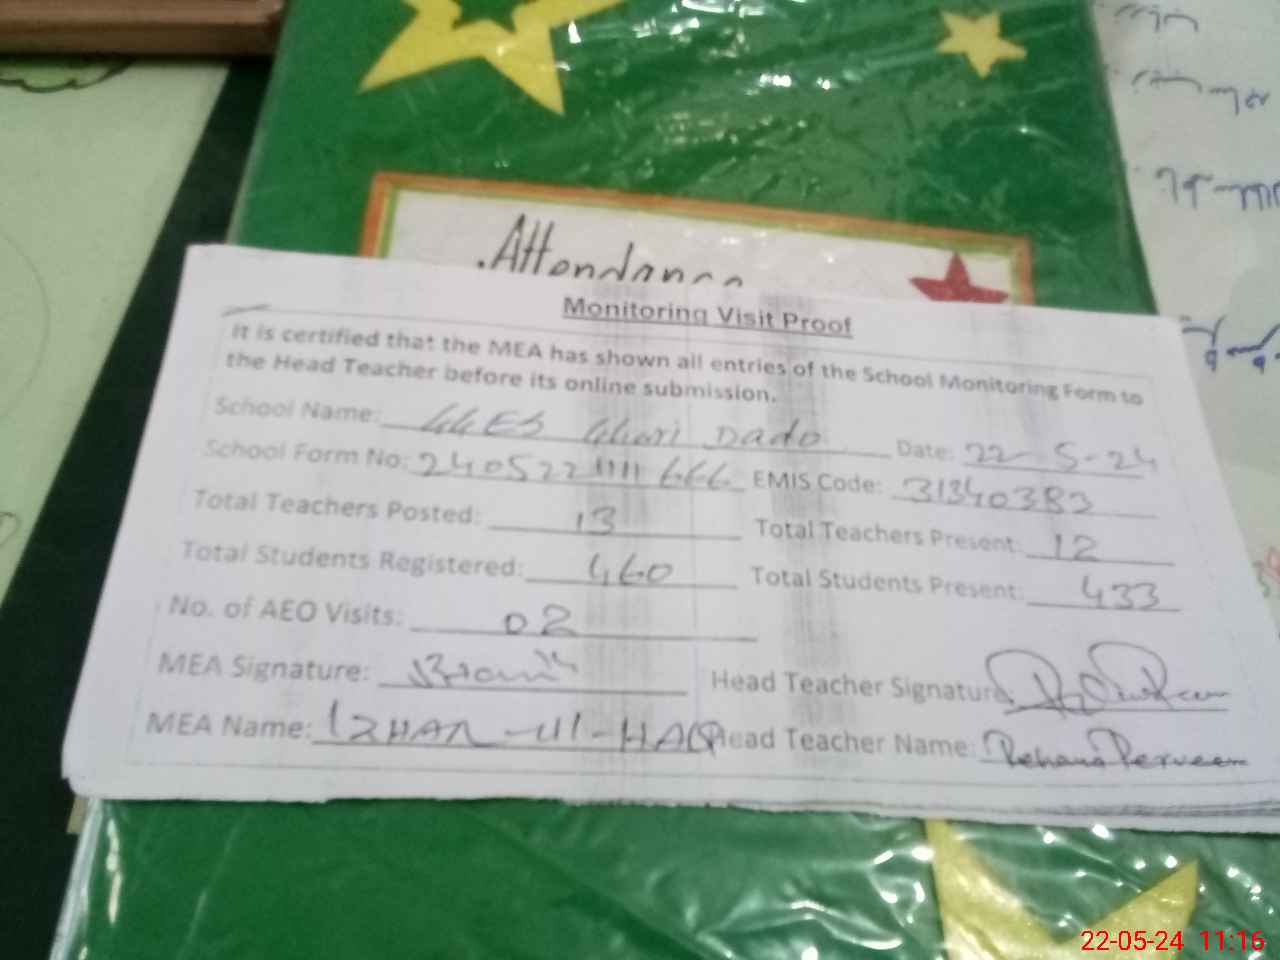 Attendance
Monitoring Visit Proof
It is certified that the MEA has shown all entries of the School Monitoring Form to
the Head Teacher before its online submission.
School Name: GGES Ghari Dado Date: 22-5-24
School Form No: 240522111111666 EMIS Code: 31340383
Total Teachers Posted: 13 Total Teachers Present: 12
Total Students Registered: 460 Total Students Present: 433
No. of AEO Visits: 02
MEA Signature: Head Teacher Signature:
MEA Name: IZHAR-UL-HAQ Head Teacher Name: Rehana Perveen
22-05-24 11:16